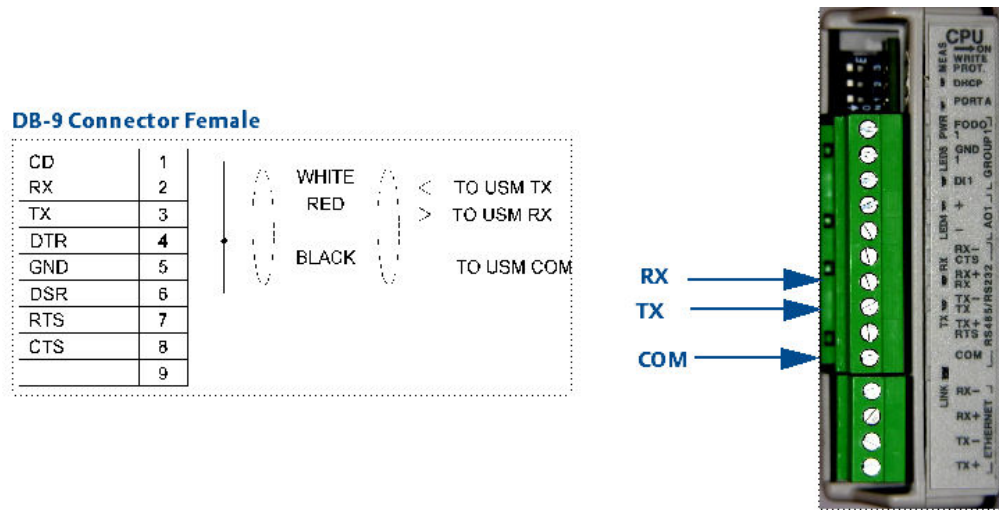 DB-9 Connector Female
CD 1
RX 2
TX 3
DTR 4
GND 5
DSR 6
RTS 7
CTS 8
9
WHITE < TO USM TX
RED > TO USM RX
BLACK TO USM COM
RX
TX
COM
CPU
ON
WRITE
PROT.
DHCP
PORT A
MEAS
PWR
FODO
1
GND
1
DI1
GROUP1
LED4
+
-
AO1
RX-
CTS
RX+
RX
TX-
TX
TX+
RTS
COM
RX
TX
RS485/RS232
LINK
RX-
RX+
TX-
TX+
ETHERNET